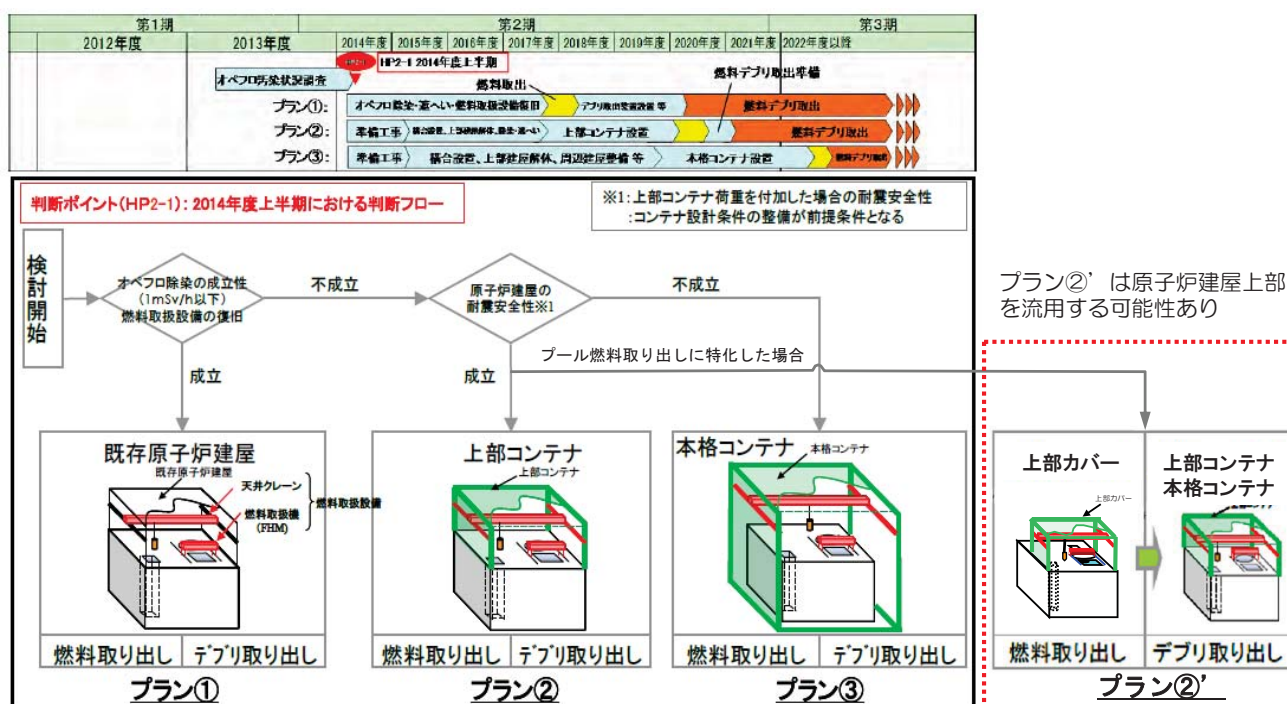 第1期
第2期
第3期
2012年度
2013年度
2014年度
2015年度
2016年度
2017年度
2018年度
2019年度
2020年度
2021年度
2022年度以降
HP2-1
HP2-1 2014年度上半期
オペフロ汚染状況調査
燃料取出
燃料デブリ取出準備
プラン①:
オペフロ除染・遮へい・燃料取扱設備復旧
デブリ取出装置設置 等
燃料デブリ取出
プラン②:
準備工事
構台設置、上部建屋解体、除染・遮へい
上部コンテナ設置
燃料デブリ取出
プラン③:
準備工事
構台設置、上部建屋解体、周辺建屋整備 等
本格コンテナ設置
燃料デブリ取出
判断ポイント(HP2-1): 2014年度上半期における判断フロー
※1:上部コンテナ荷重を付加した場合の耐震安全性
:コンテナ設計条件の整備が前提条件となる
検討開始
オペフロ除染の成立性
(1mSv/h以下)
燃料取扱設備の復旧
不成立
原子炉建屋の
耐震安全性※1
不成立
プラン②’は原子炉建屋上部
を流用する可能性あり
プール燃料取り出しに特化した場合
成立
成立
既存原子炉建屋
既存原子炉建屋
天井クレーン
燃料取扱機
(FHM)
燃料取扱設備
燃料取り出し
デブリ取り出し
プラン①
上部コンテナ
上部コンテナ
燃料取り出し
デブリ取り出し
プラン②
本格コンテナ
本格コンテナ
燃料取り出し
デブリ取り出し
プラン③
上部カバー
上部カバー
上部コンテナ
本格コンテナ
燃料取り出し
デブリ取り出し
プラン②’